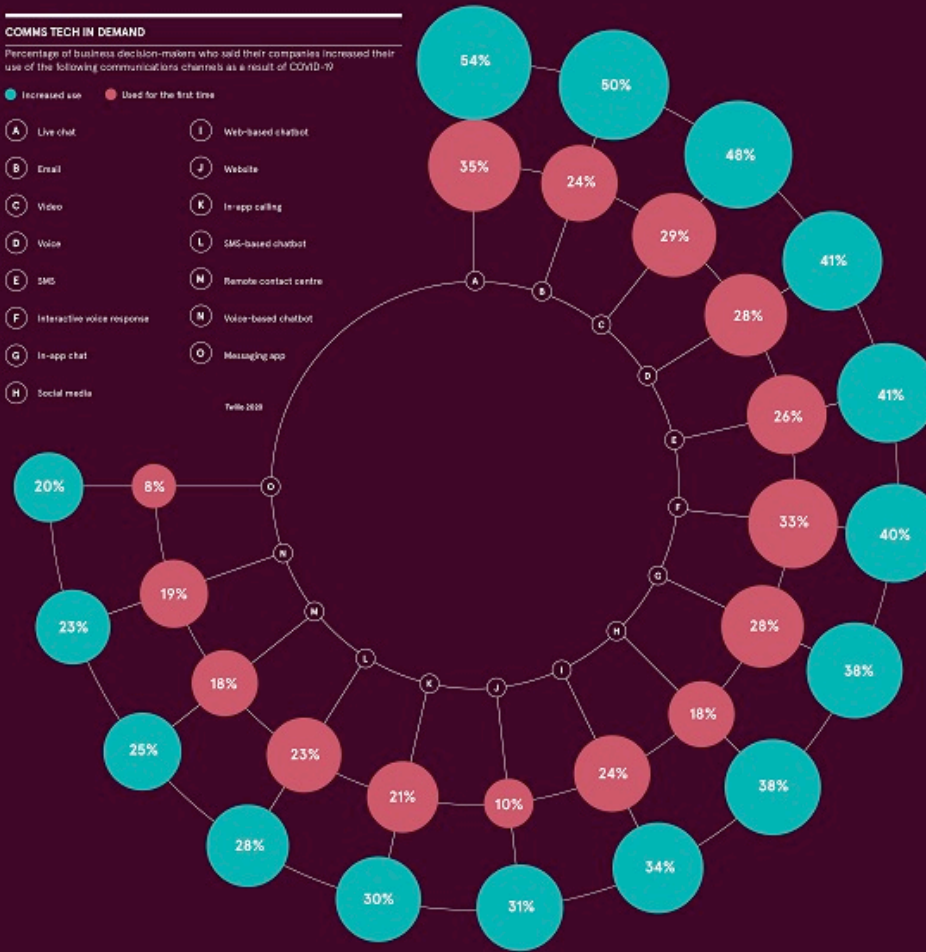 COMMS TECH IN DEMAND
Percentage of business decision-makers who said their companies increased their
use of the following communications channels as a result of COVID-19
Increased use
Used for the first time
A Live chat
B Email
C Video
D Voice
E SMS
F Interactive voice response
G In-app chat
H Social media
I Web-based chatbot
J Website
K In-app calling
L SMS-based chatbot
M Remote contact centre
N Voice-based chatbot
O Messaging app
Twilio 2020
54%
50%
48%
41%
41%
40%
38%
38%
34%
31%
30%
28%
25%
23%
20%
35%
24%
29%
28%
26%
33%
28%
18%
24%
10%
21%
23%
18%
19%
8%
A
B
C
D
E
F
G
H
I
J
K
L
M
N
O